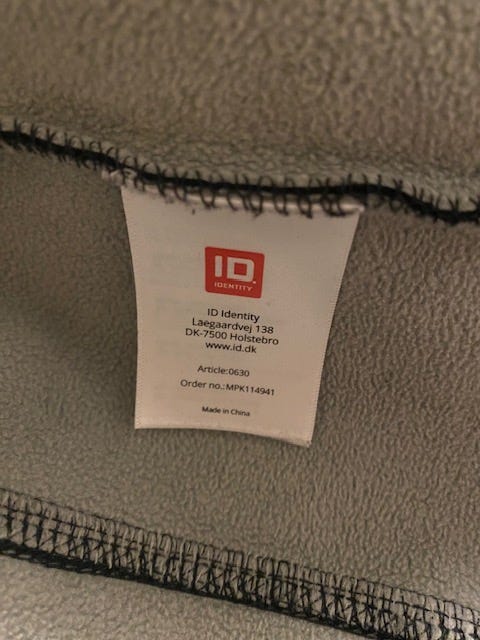 ID.
IDENTITY
ID Identity
Laegaardvej 138
DK-7500 Holstebro
www.id.dk
Article:0630
Order no.:MPK114941
Made in China